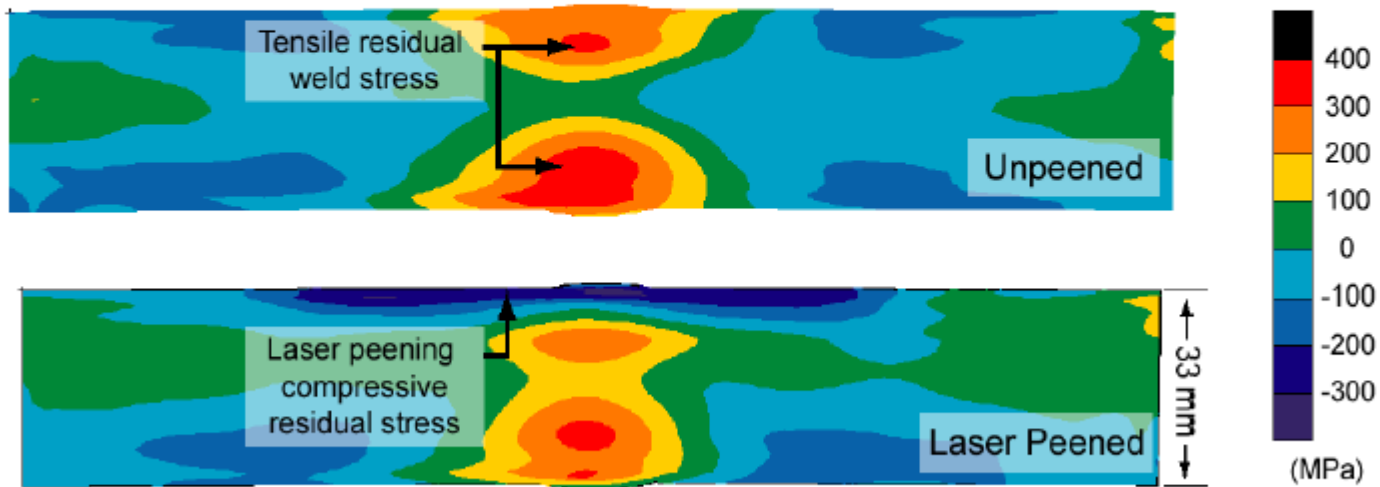 Tensile residual
weld stress
Unpeened
Laser peening
compressive
residual stress
Laser Peened
33 mm
400
300
200
100
0
-100
-200
-300
(MPa)